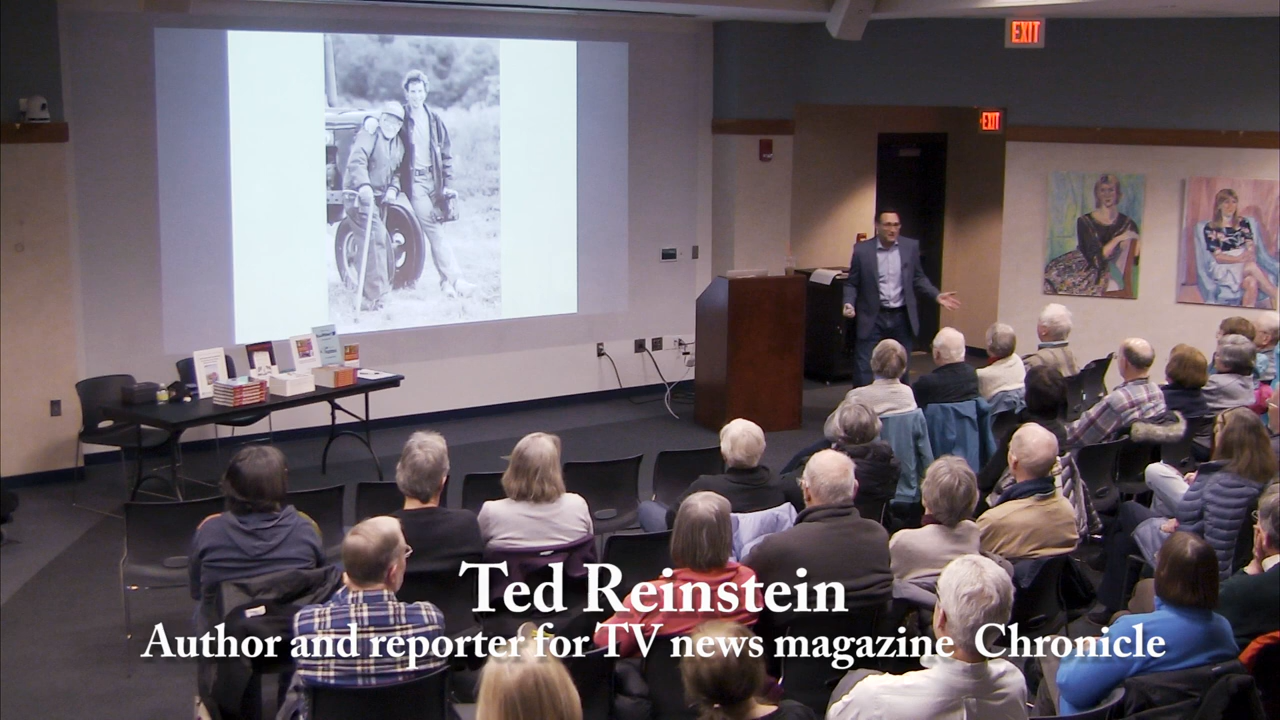 EXIT
EXIT
Ted Reinstein
Author and reporter for TV news magazine Chronicle